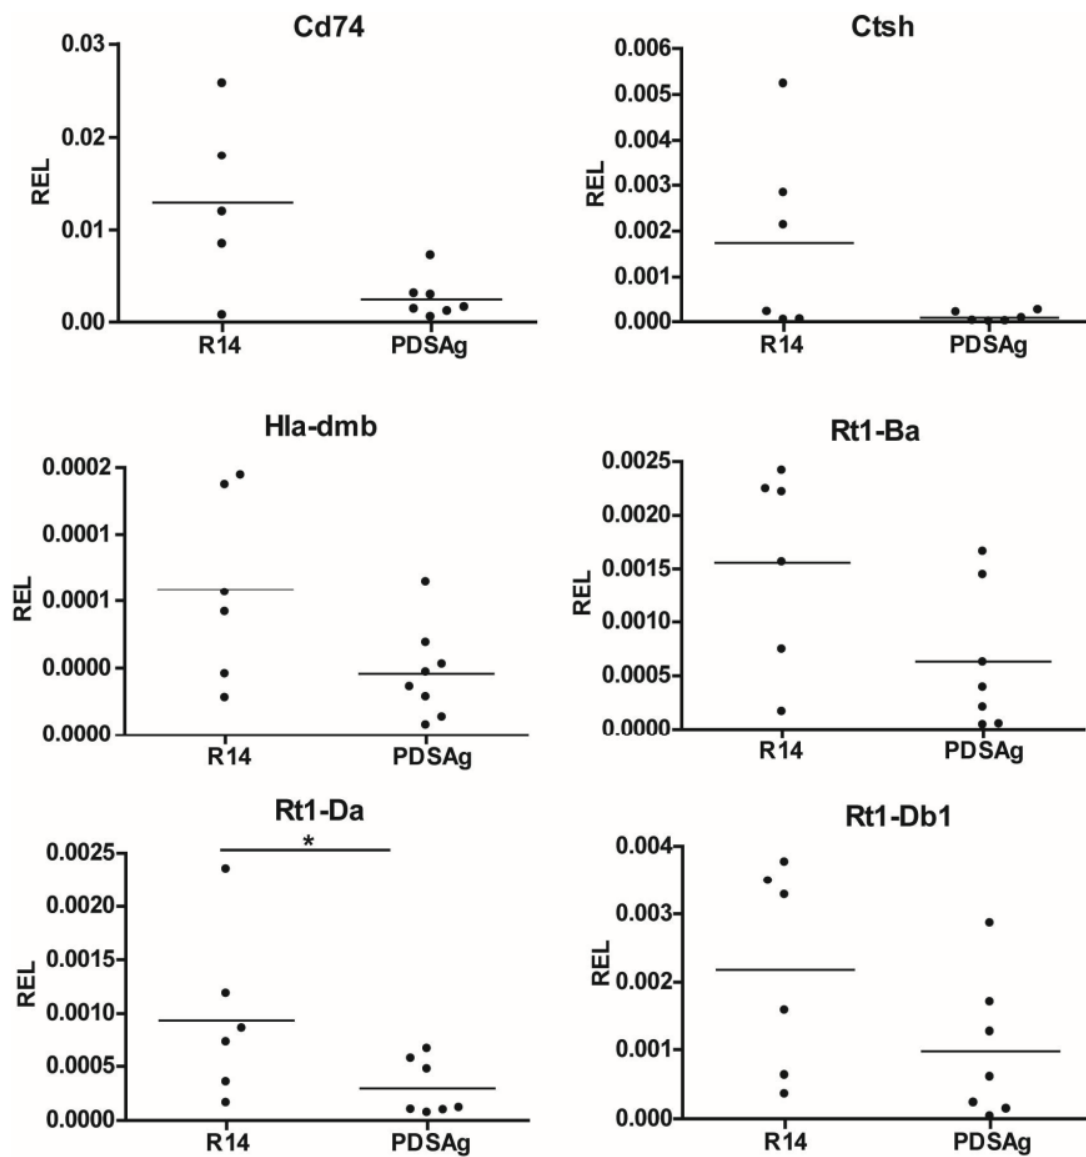 Cd74
0.03
0.02
0.01
0.00
REL
R14
PDSAg
Ctsh
0.006
0.005
0.004
0.003
0.002
0.001
0.000
REL
R14
PDSAg
Hla-dmb
0.0002
0.0001
0.0001
0.0000
0.0000
REL
R14
PDSAg
Rt1-Ba
0.0025
0.0020
0.0015
0.0010
0.0005
0.0000
REL
R14
PDSAg
Rt1-Da
*
0.0025
0.0020
0.0015
0.0010
0.0005
0.0000
REL
R14
PDSAg
Rt1-Db1
0.004
0.003
0.002
0.001
0.000
REL
R14
PDSAg